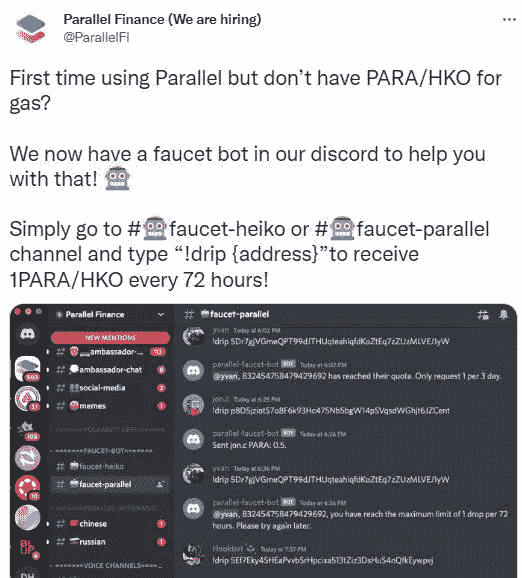 Parallel Finance (We are hiring)
@ParallelFi
First time using Parallel but don't have PARA/HKO for
gas?
We now have a faucet bot in our discord to help you
with that! 🤖
Simply go to #🤖faucet-heiko or #🤖faucet-parallel
channel and type “!drip {address}”to receive
1PARA/HKO every 72 hours!
Parallel Finance
NEW MENTIONS
ambassador-...
ambassador-chat
social-media
memes
FAUCET-BOT
faucet-heiko
faucet-parallel
chinese
russian
VOICE CHANNELS
# 🤖faucet-parallel
yvan Today at 6:02 PM
parallel-faucet-bot BOT Today at 6:02 PM
@yvan, 832454758479429692 has reached their quota. Only request 1 per 3 day.
jon.c Today at 6:25 PM
parallel-faucet-bot BOT Today at 6:26 PM
Sent jon.c PARA: 0.5.
yvan Today at 6:36 PM
parallel-faucet-bot BOT Today at 6:36 PM
@yvan, 832454758479429692, you have reach the maximum limit of 1 drop per 72
hours. Please try again later.
Hookbot Today at 7:37 PM